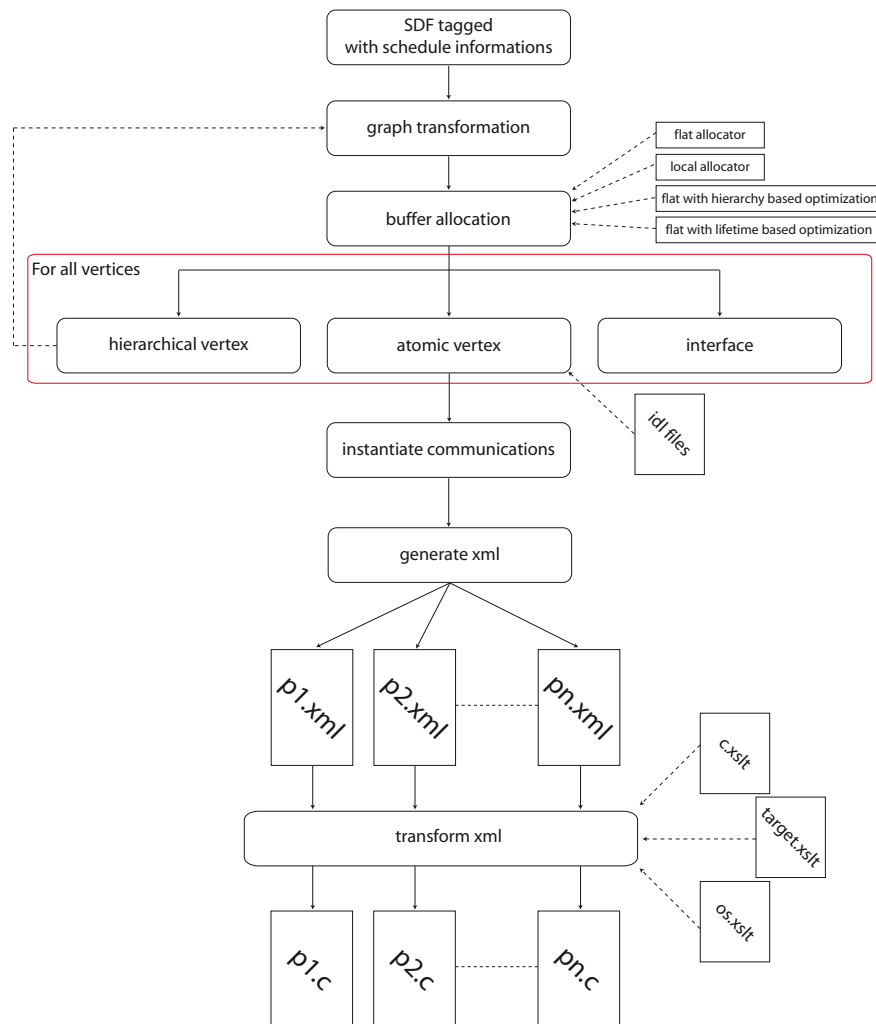 SDF tagged
with schedule informations
graph transformation
flat allocator
local allocator
buffer allocation
flat with hierarchy based optimization
flat with lifetime based optimization
For all vertices
hierarchical vertex
atomic vertex
interface
idl files
instantiate communications
generate xml
p1.xml
p2.xml
pn.xml
c.xslt
target.xslt
transform xml
os.xslt
p1.c
p2.c
pn.c